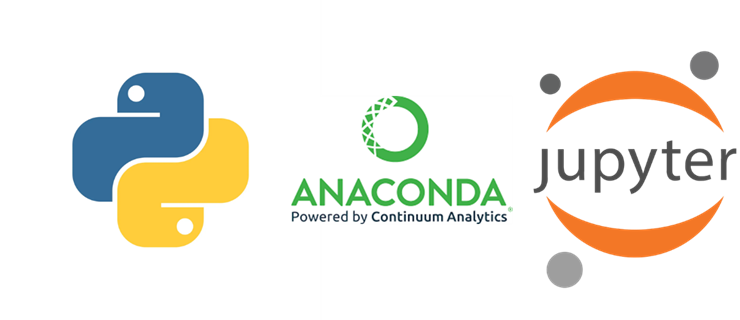 ANACONDA®
Powered by Continuum Analytics
jupyter